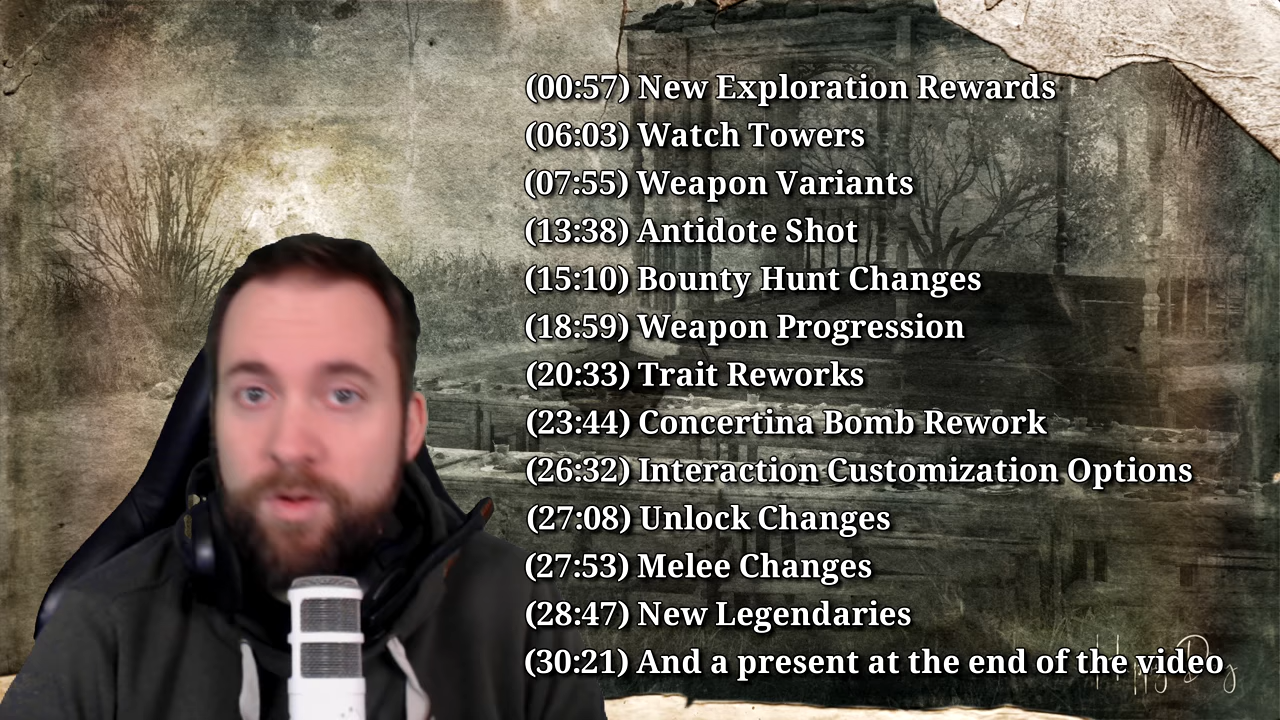 (00:57) New Exploration Rewards
(06:03) Watch Towers
(07:55) Weapon Variants
(13:38) Antidote Shot
(15:10) Bounty Hunt Changes
(18:59) Weapon Progression
(20:33) Trait Reworks
(23:44) Concertina Bomb Rework
(26:32) Interaction Customization Options
(27:08) Unlock Changes
(27:53) Melee Changes
(28:47) New Legendaries
(30:21) And a present at the end of the video